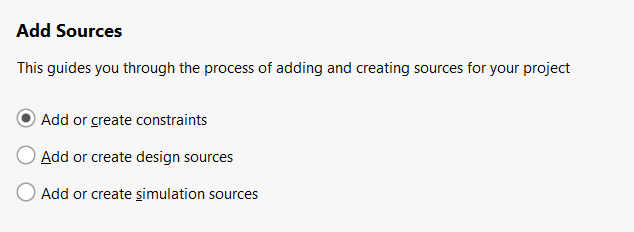 Add Sources
This guides you through the process of adding and creating sources for your project
Add or create constraints
Add or create design sources
Add or create simulation sources